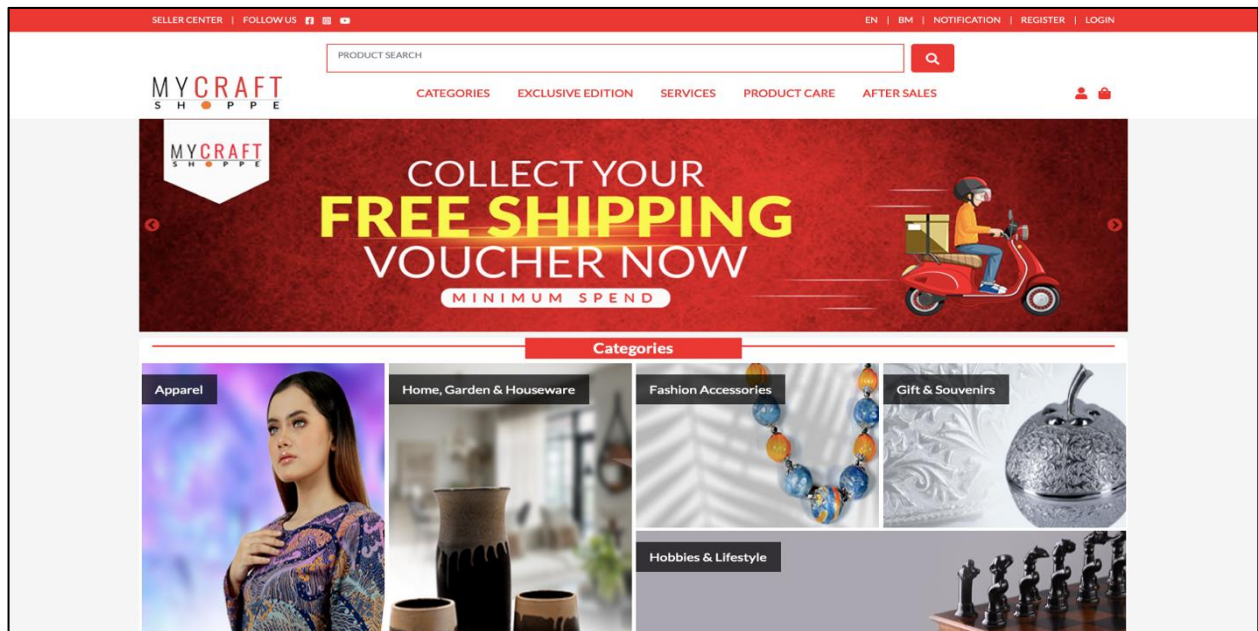 SELLER CENTER | FOLLOW US
EN | BM | NOTIFICATION | REGISTER | LOGIN
PRODUCT SEARCH
MYCRAFT
SHOPPE
CATEGORIES EXCLUSIVE EDITION SERVICES PRODUCT CARE AFTER SALES
MYCRAFT
SHOPPE
COLLECT YOUR
FREE SHIPPING
VOUCHER NOW
MINIMUM SPEND
Categories
Apparel
Home, Garden & Houseware
Fashion Accessories
Gift & Souvenirs
Hobbies & Lifestyle